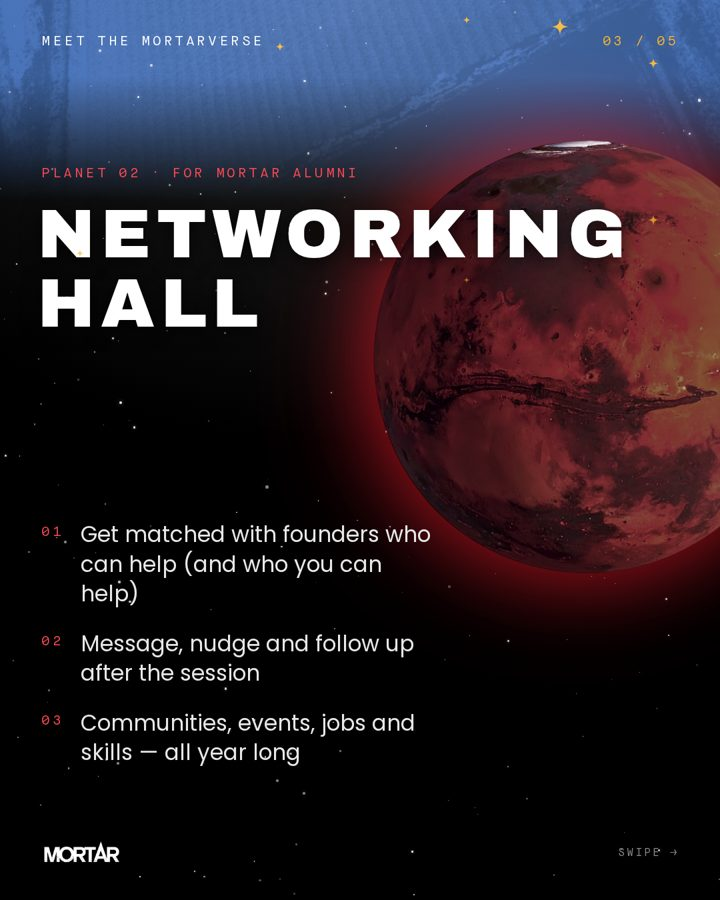 MEET THE MORTARVERSE
03 / 05
PLANET 02 · FOR MORTAR ALUMNI
NETWORKING
HALL
01 Get matched with founders who
can help (and who you can
help)
02 Message, nudge and follow up
after the session
03 Communities, events, jobs and
skills — all year long
MORTAR
SWIPE →